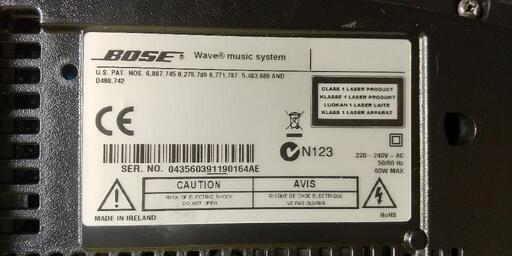 BOSE® Wave® music system
U.S. PAT. NOS. 6,867,745 6,278,789 6,771,787 5,483,689 AND
D498,742
CLASS 1 LASER PRODUCT
KLASSE 1 LASER PRODUKT
LUOKAN 1 LASER LAITE
KLASS 1 LASER APPARAT
CE
N123
220-240V~AC
50/60 Hz
60W MAX
SER. NO. 043560391190164AE
CAUTION
RISK OF ELECTRIC SHOCK
DO NOT OPEN
AVIS
RISQUE DE CHOC ELECTRIQUE
NE PAS OUVRIR
MADE IN IRELAND
RoHS